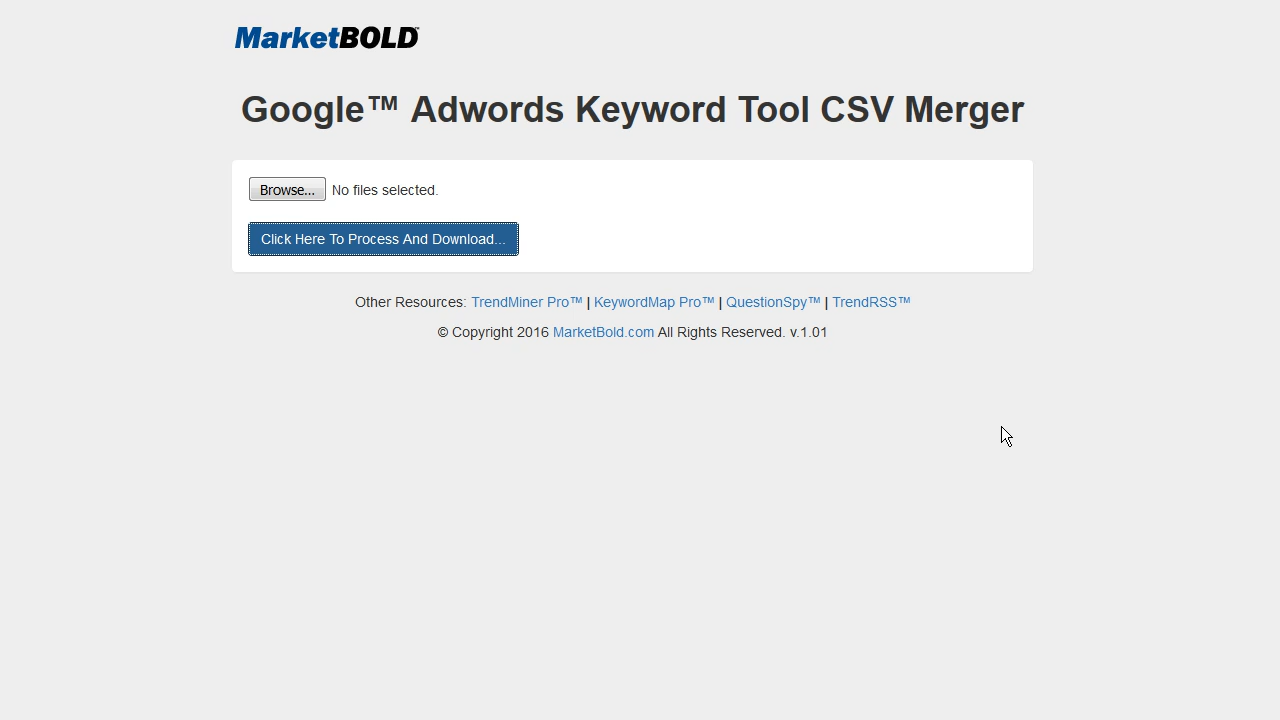 MarketBOLD™
Google™ Adwords Keyword Tool CSV Merger
Browse... No files selected.
Click Here To Process And Download...
Other Resources: TrendMiner Pro™ | KeywordMap Pro™ | QuestionSpy™ | TrendRSS™
© Copyright 2016 MarketBold.com All Rights Reserved. v.1.01